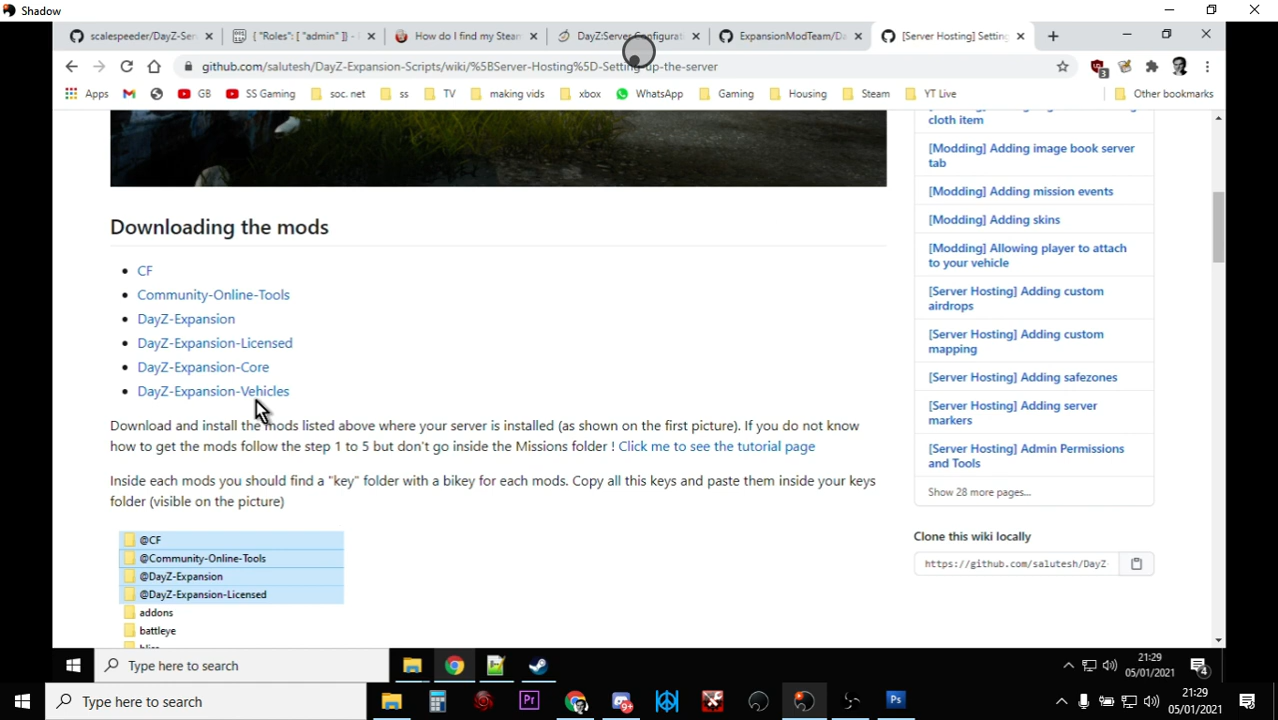 Shadow
scalespeeder/DayZ-Ser
{ "Roles": [ "admin" ]} -
How do I find my Stear
DayZ:Server Configurat
ExpansionModTeam/Da
[Server Hosting] Setting
github.com/salutesh/DayZ-Expansion-Scripts/wiki/%5BServer-Hosting%5D-Setting-up-the-server
3
Apps
GB
SS Gaming
soc. net
ss
TV
making vids
xbox
WhatsApp
Gaming
Housing
Steam
YT Live
Other bookmarks
Downloading the mods
CF
Community-Online-Tools
DayZ-Expansion
DayZ-Expansion-Licensed
DayZ-Expansion-Core
DayZ-Expansion-Vehicles
Download and install the mods listed above where your server is installed (as shown on the first picture). If you do not know
how to get the mods follow the step 1 to 5 but don't go inside the Missions folder ! Click me to see the tutorial page
Inside each mods you should find a "key" folder with a bikey for each mods. Copy all this keys and paste them inside your keys
folder (visible on the picture)
@CF
@Community-Online-Tools
@DayZ-Expansion
@DayZ-Expansion-Licensed
addons
battleye
cloth item
[Modding] Adding image book server
tab
[Modding] Adding mission events
[Modding] Adding skins
[Modding] Allowing player to attach
to your vehicle
[Server Hosting] Adding custom
airdrops
[Server Hosting] Adding custom
mapping
[Server Hosting] Adding safezones
[Server Hosting] Adding server
markers
[Server Hosting] Admin Permissions
and Tools
Show 28 more pages...
Clone this wiki locally
https://github.com/salutesh/DayZ
Type here to search
21:29
05/01/2021
4
Type here to search
Pr
Ps
21:29
05/01/2021